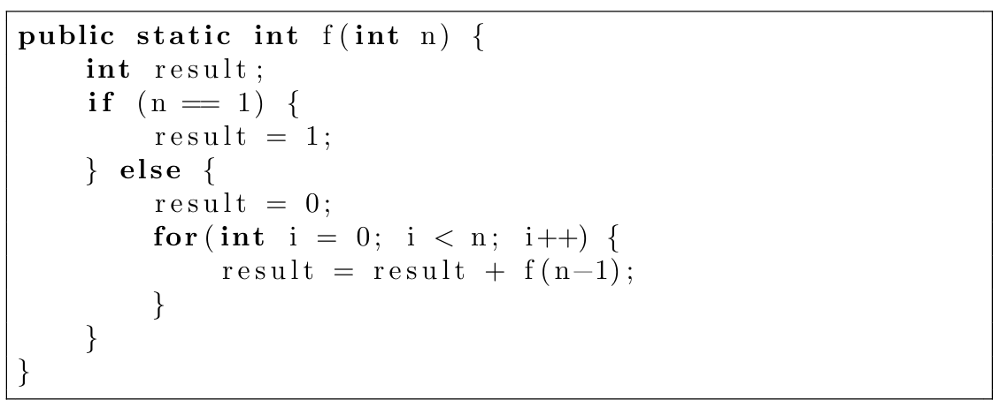 public static int f(int n) {
int result;
if (n == 1) {
result = 1;
} else {
result = 0;
for(int i = 0; i < n; i++) {
result = result + f(n-1);
}
}
}